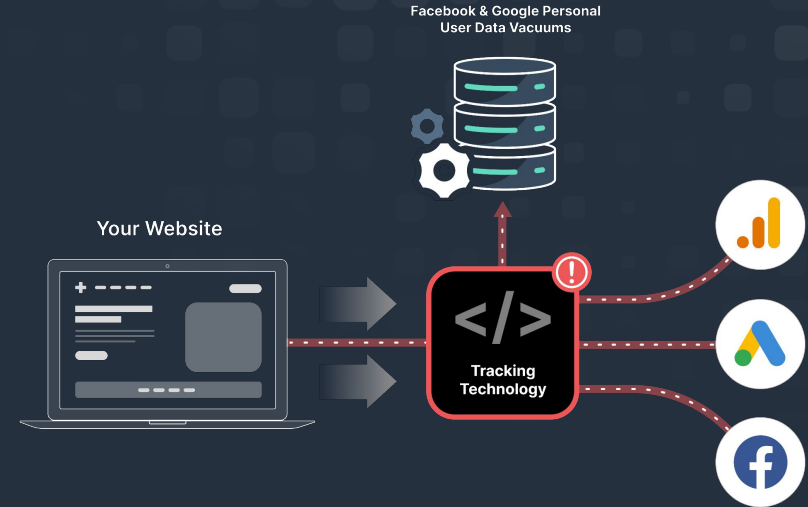 Facebook & Google Personal
User Data Vacuums
Your Website
</>
Tracking
Technology